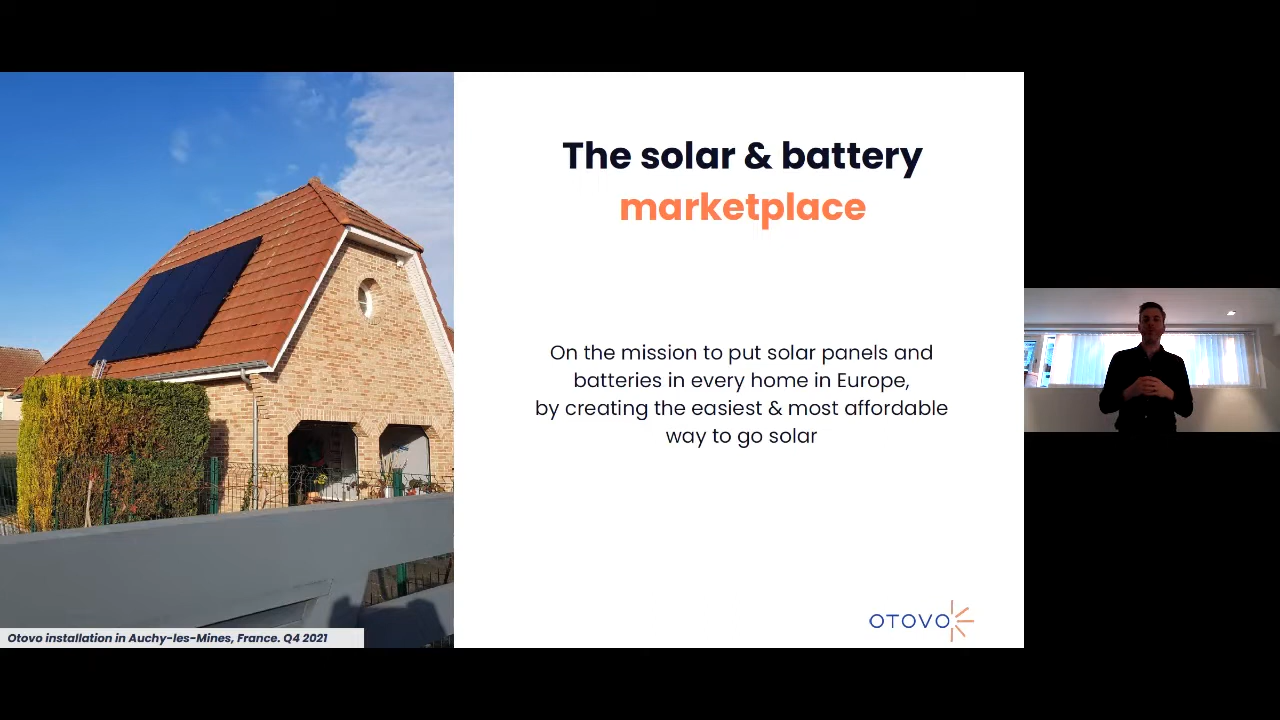 The solar & battery
marketplace
On the mission to put solar panels and
batteries in every home in Europe,
by creating the easiest & most affordable
way to go solar
OTOVO
Otovo installation in Auchy-les-Mines, France. Q4 2021